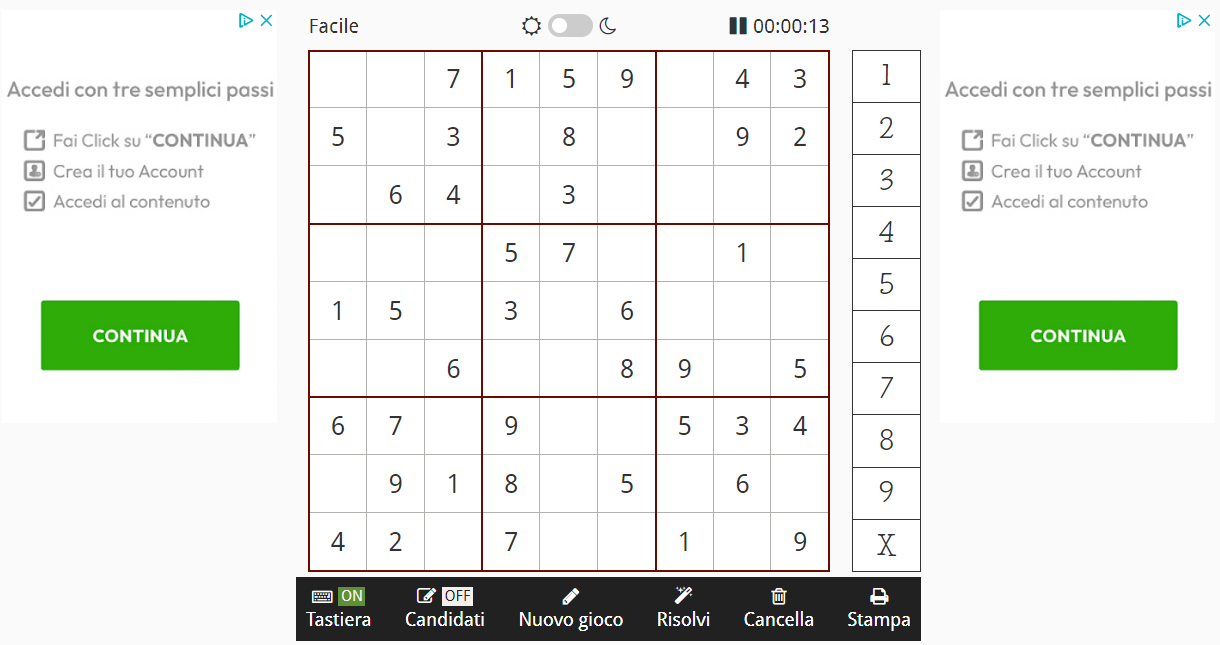 Facile
00:00:13
Accedi con tre semplici passi
Fai Click su “CONTINUA”
Crea il tuo Account
Accedi al contenuto
CONTINUA
7 1 5 9 4 3
5 3 8 9 2
6 4 3
5 7 1
1 5 3 6
6 8 9 5
6 7 9 5 3 4
9 1 8 5 6
4 2 7 1 9
1
2
3
4
5
6
7
8
9
X
Accedi con tre semplici passi
Fai Click su “CONTINUA”
Crea il tuo Account
Accedi al contenuto
CONTINUA
ON OFF
Tastiera Candidati Nuovo gioco Risolvi Cancella Stampa